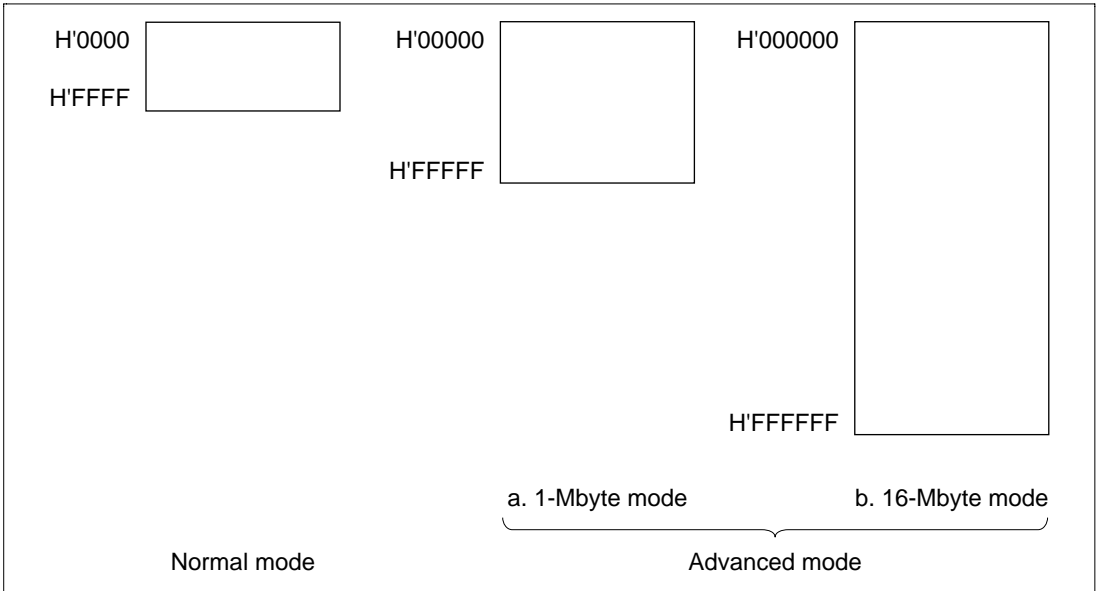 H'0000
H'FFFF
H'00000
H'FFFFF
H'000000
H'FFFFFF
a. 1-Mbyte mode
b. 16-Mbyte mode
Normal mode
Advanced mode